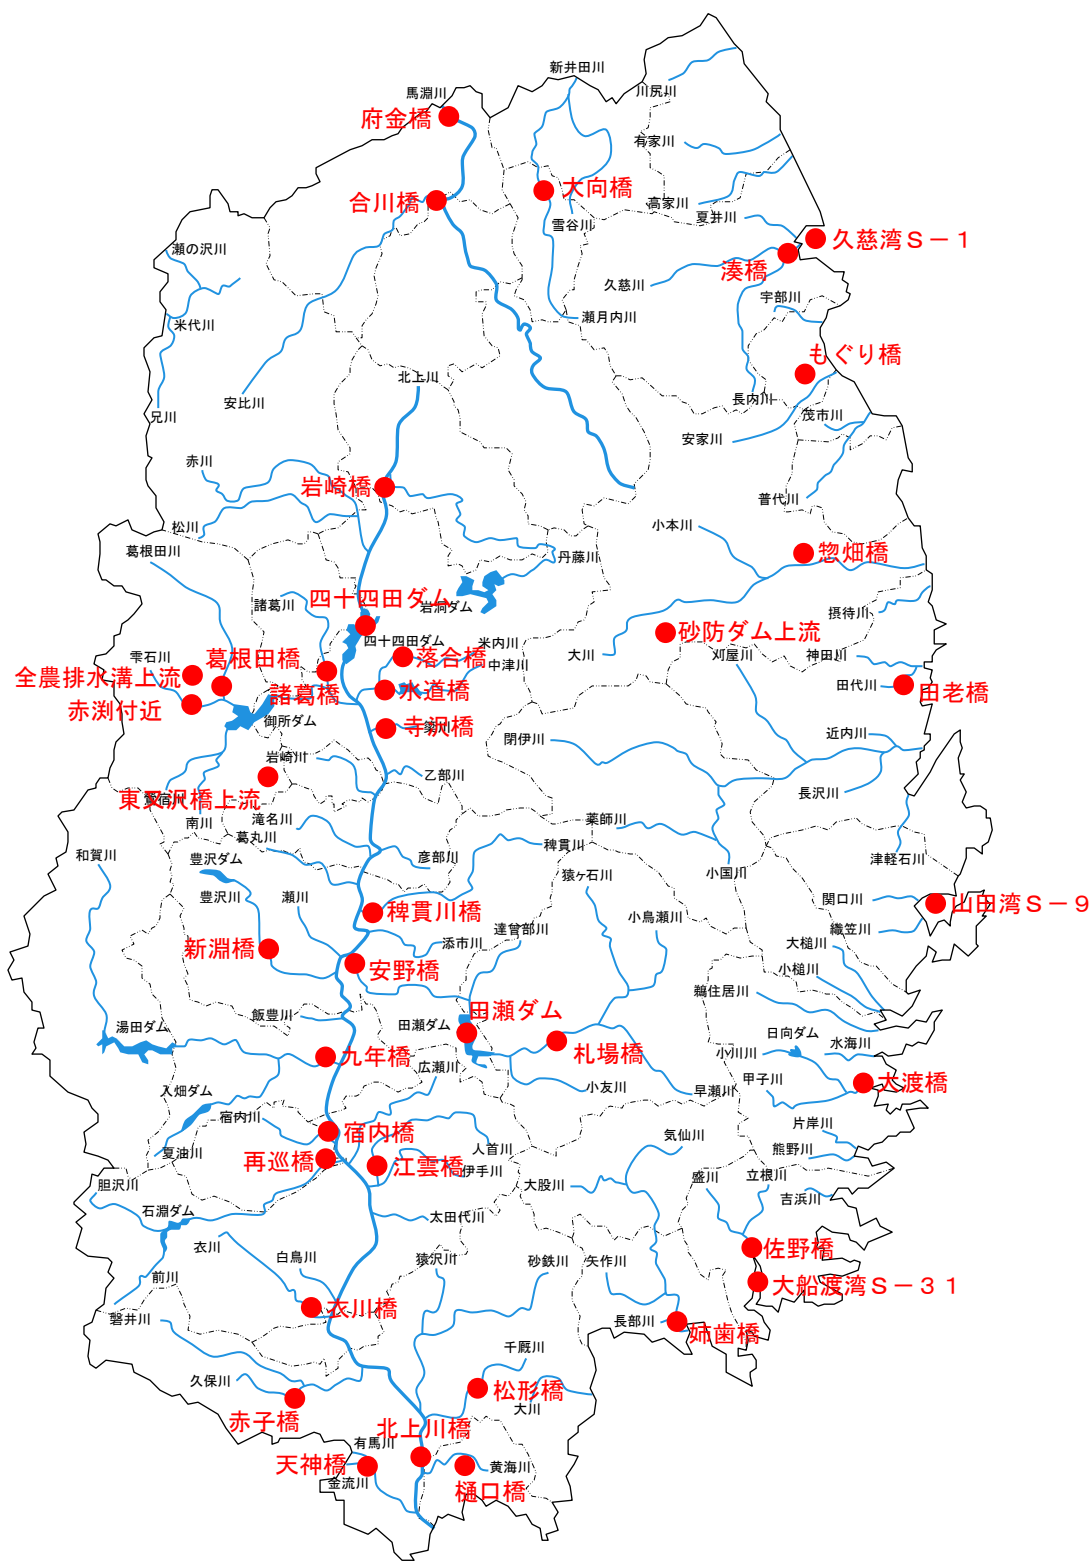 新井田川
川尻川
馬淵川
府金橋
有家川
大向橋
合川橋
高家川
夏井川
雪谷川
久慈湾Ｓ－１
瀬の沢川
湊橋
久慈川
宇部川
米代川
瀬月内川
もぐり橋
北上川
安比川
長内川
兄川
茂市川
安家川
赤川
岩崎橋
普代川
松川
小本川
葛根田川
丹藤川
惣畑橋
諸葛川
四十四田ダム
岩洞ダム
摂待川
四十四田ダム
米内川
砂防ダム上流
雫石川
葛根田橋
落合橋
中津川
大川
刈屋川
神田川
全農排水溝上流
諸葛橋
水道橋
田代川
田老橋
赤渕付近
御所ダム
寺沢橋
簗川
閉伊川
近内川
岩崎川
乙部川
東又沢橋上流
鶯宿川
長沢川
南川
滝名川
薬師川
葛丸川
稗貫川
和賀川
豊沢ダム
彦部川
津軽石川
猿ヶ石川
小国川
豊沢川
瀬川
関口川
山田湾Ｓ－９
稗貫川橋
小烏瀬川
達曾部川
織笠川
新淵橋
添市川
大槌川
安野橋
小槌川
鵜住居川
飯豊川
田瀬ダム
湯田ダム
田瀬ダム
日向ダム
水海川
九年橋
札場橋
小川川
広瀬川
甲子川
大渡橋
入畑ダム
小友川
早瀬川
宿内川
片岸川
宿内橋
気仙川
夏油川
再巡橋
江雲橋
人首川
熊野川
伊手川
胆沢川
大股川
盛川
立根川
吉浜川
石淵ダム
太田代川
衣川
佐野橋
白鳥川
猿沢川
砂鉄川
矢作川
前川
大船渡湾Ｓ－３１
衣川橋
磐井川
長部川
姉歯橋
千厩川
久保川
松形橋
赤子橋
大川
北上川橋
有馬川
天神橋
黄海川
金流川
樋口橋